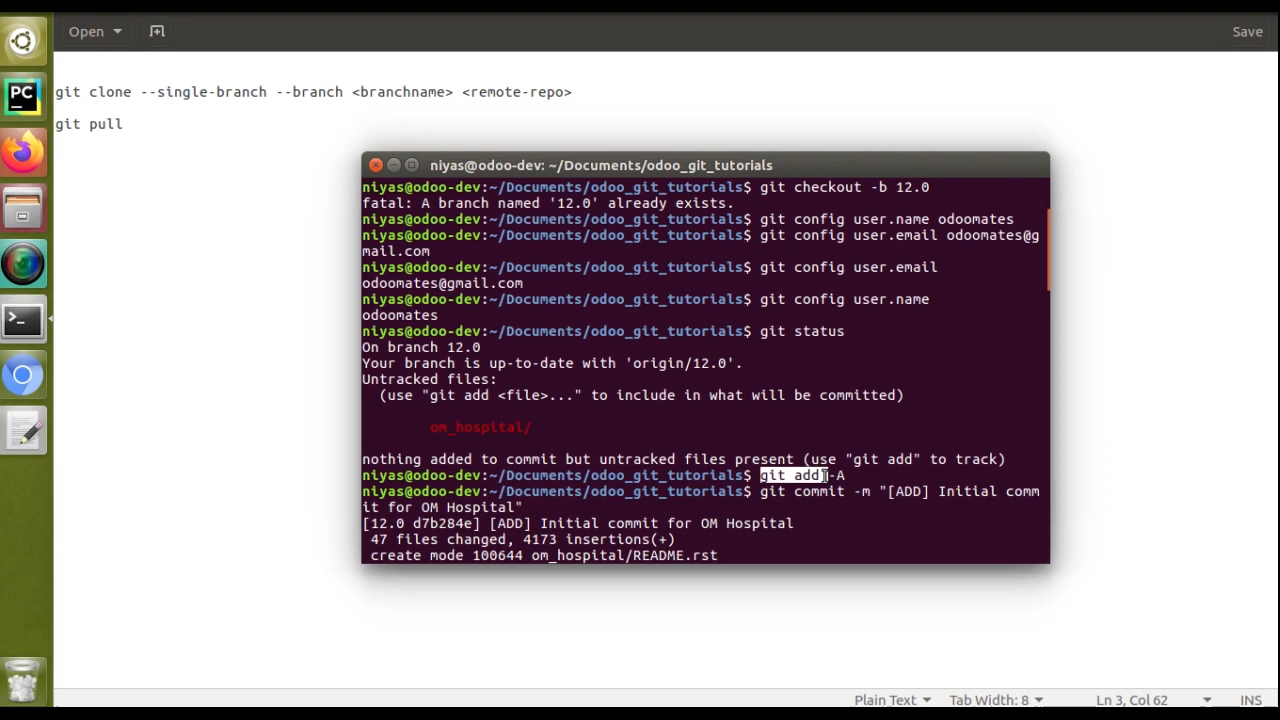 Open
Save
git clone --single-branch --branch <branchname> <remote-repo>
git pull
PC
niyas@odoo-dev: ~/Documents/odoo_git_tutorials
niyas@odoo-dev:~/Documents/odoo_git_tutorials$ git checkout -b 12.0
fatal: A branch named '12.0' already exists.
niyas@odoo-dev:~/Documents/odoo_git_tutorials$ git config user.name odoomates
niyas@odoo-dev:~/Documents/odoo_git_tutorials$ git config user.email odoomates@g
mail.com
niyas@odoo-dev:~/Documents/odoo_git_tutorials$ git config user.email
odoomates@gmail.com
niyas@odoo-dev:~/Documents/odoo_git_tutorials$ git config user.name
odoomates
niyas@odoo-dev:~/Documents/odoo_git_tutorials$ git status
On branch 12.0
Your branch is up-to-date with 'origin/12.0'.
Untracked files:
  (use "git add <file>..." to include in what will be committed)
        om_hospital/
nothing added to commit but untracked files present (use "git add" to track)
niyas@odoo-dev:~/Documents/odoo_git_tutorials$ git add -A
niyas@odoo-dev:~/Documents/odoo_git_tutorials$ git commit -m "[ADD] Initial comm
it for OM Hospital"
[12.0 d7b284e] [ADD] Initial commit for OM Hospital
 47 files changed, 4173 insertions(+)
 create mode 100644 om_hospital/README.rst
Plain Text
Tab Width: 8
Ln 3, Col 62
INS